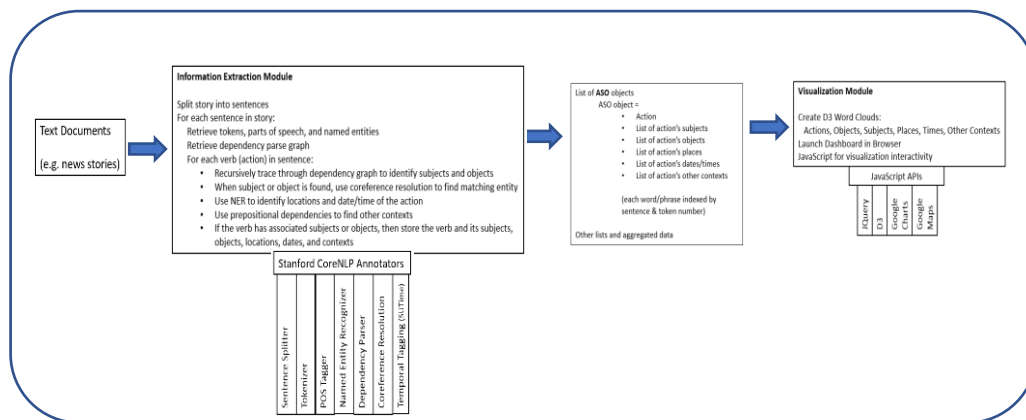 Text Documents
(e.g. news stories)
Information Extraction Module
Split story into sentences
For each sentence in story:
Retrieve tokens, parts of speech, and named entities
Retrieve dependency parse graph
For each verb (action) in sentence:
• Recursively trace through dependency graph to identify subjects and objects
• When subject or object is found, use coreference resolution to find matching entity
• Use NER to identify locations and date/time of the action
• Use prepositional dependencies to find other contexts
• If the verb has associated subjects or objects, then store the verb and its subjects,
objects, locations, dates, and contexts
Stanford CoreNLP Annotators
Sentence Splitter
Tokenizer
POS Tagger
Named Entity Recognizer
Dependency Parser
Coreference Resolution
Temporal Tagging (SUTime)
List of ASO objects
ASO object =
• Action
• List of action's subjects
• List of action's objects
• List of action's places
• List of action's dates/times
• List of action's other contexts
(each word/phrase indexed by
sentence & token number)
Other lists and aggregated data
Visualization Module
Create D3 Word Clouds:
Actions, Objects, Subjects, Places, Times, Other Contexts
Launch Dashboard in Browser
JavaScript for visualization interactivity
JavaScript APIs
JQuery
D3
Google
Charts
Google
Maps